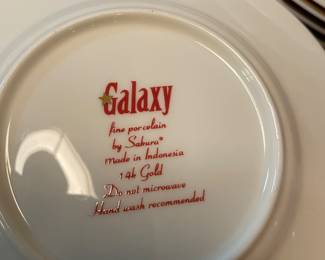 Galaxy
fine porcelain
by Sakura®
made in Indonesia
14k Gold
Do not microwave
Hand wash recommended